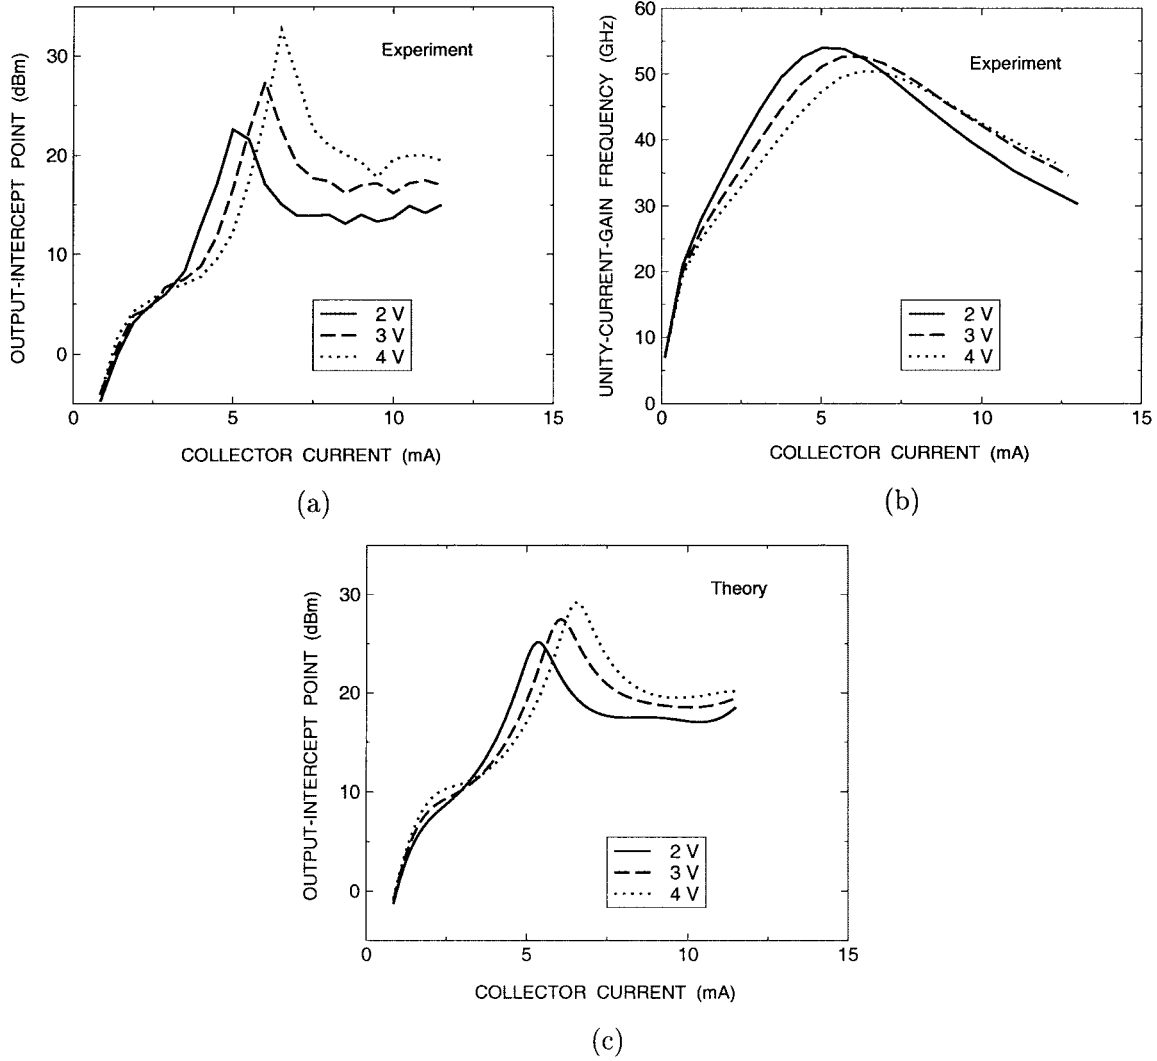 OUTPUT-INTERCEPT POINT (dBm)
30
20
10
0
Experiment
2 V
3 V
4 V
0
5
10
15
COLLECTOR CURRENT (mA)
(a)
UNITY-CURRENT-GAIN FREQUENCY (GHz)
60
50
40
30
20
10
0
Experiment
2 V
3 V
4 V
0
5
10
15
COLLECTOR CURRENT (mA)
(b)
OUTPUT-INTERCEPT POINT (dBm)
30
20
10
0
Theory
2 V
3 V
4 V
0
5
10
15
COLLECTOR CURRENT (mA)
(c)